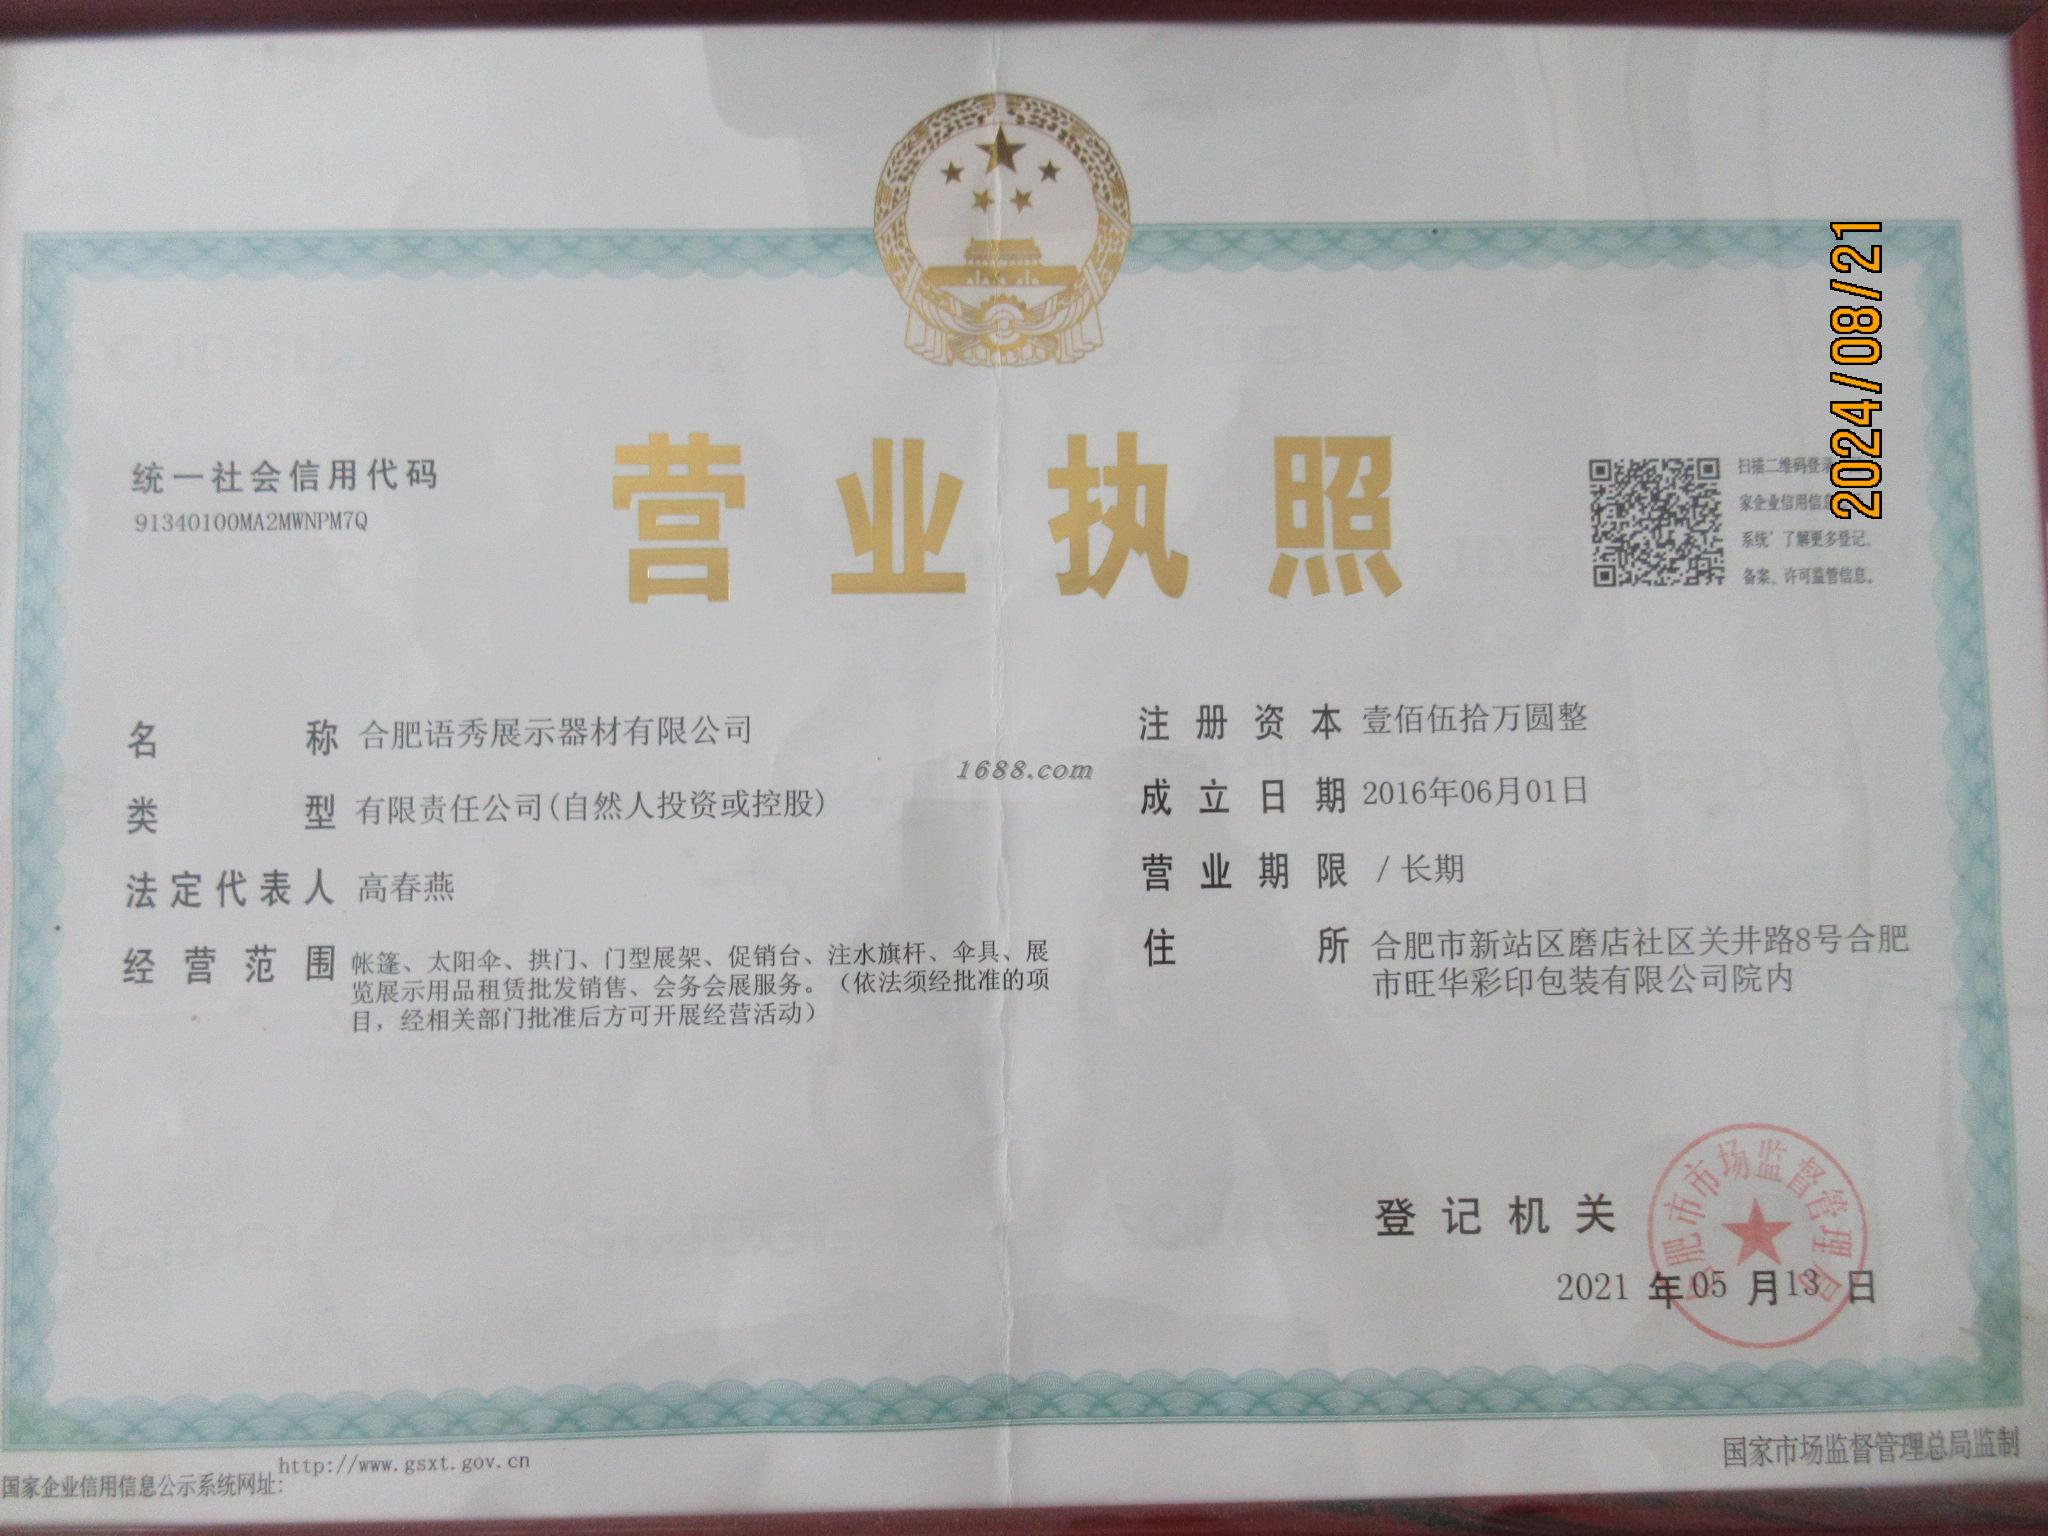 2024/08/21
统一社会信用代码
91340100MA2MWNPM7Q
营业执照
扫描二维码登录
家企业信用信息
系统’了解更多登记、
备案、许可监管信息。
名称 合肥语秀展示器材有限公司
类型 有限责任公司(自然人投资或控股)
法定代表人 高春燕
经营范围 帐篷、太阳伞、拱门、门型展架、促销台、注水旗杆、伞具、展
览展示用品租赁批发销售、会务会展服务。（依法须经批准的项
目，经相关部门批准后方可开展经营活动）
1688.com
注册资本 壹佰伍拾万圆整
成立日期 2016年06月01日
营业期限 / 长期
住所 合肥市新站区磨店社区关井路8号合肥
市旺华彩印包装有限公司院内
登记机关
合肥市市场监督管理局
2021 年 05 月 13 日
国家企业信用信息公示系统网址: http://www.gsxt.gov.cn
国家市场监督管理总局监制